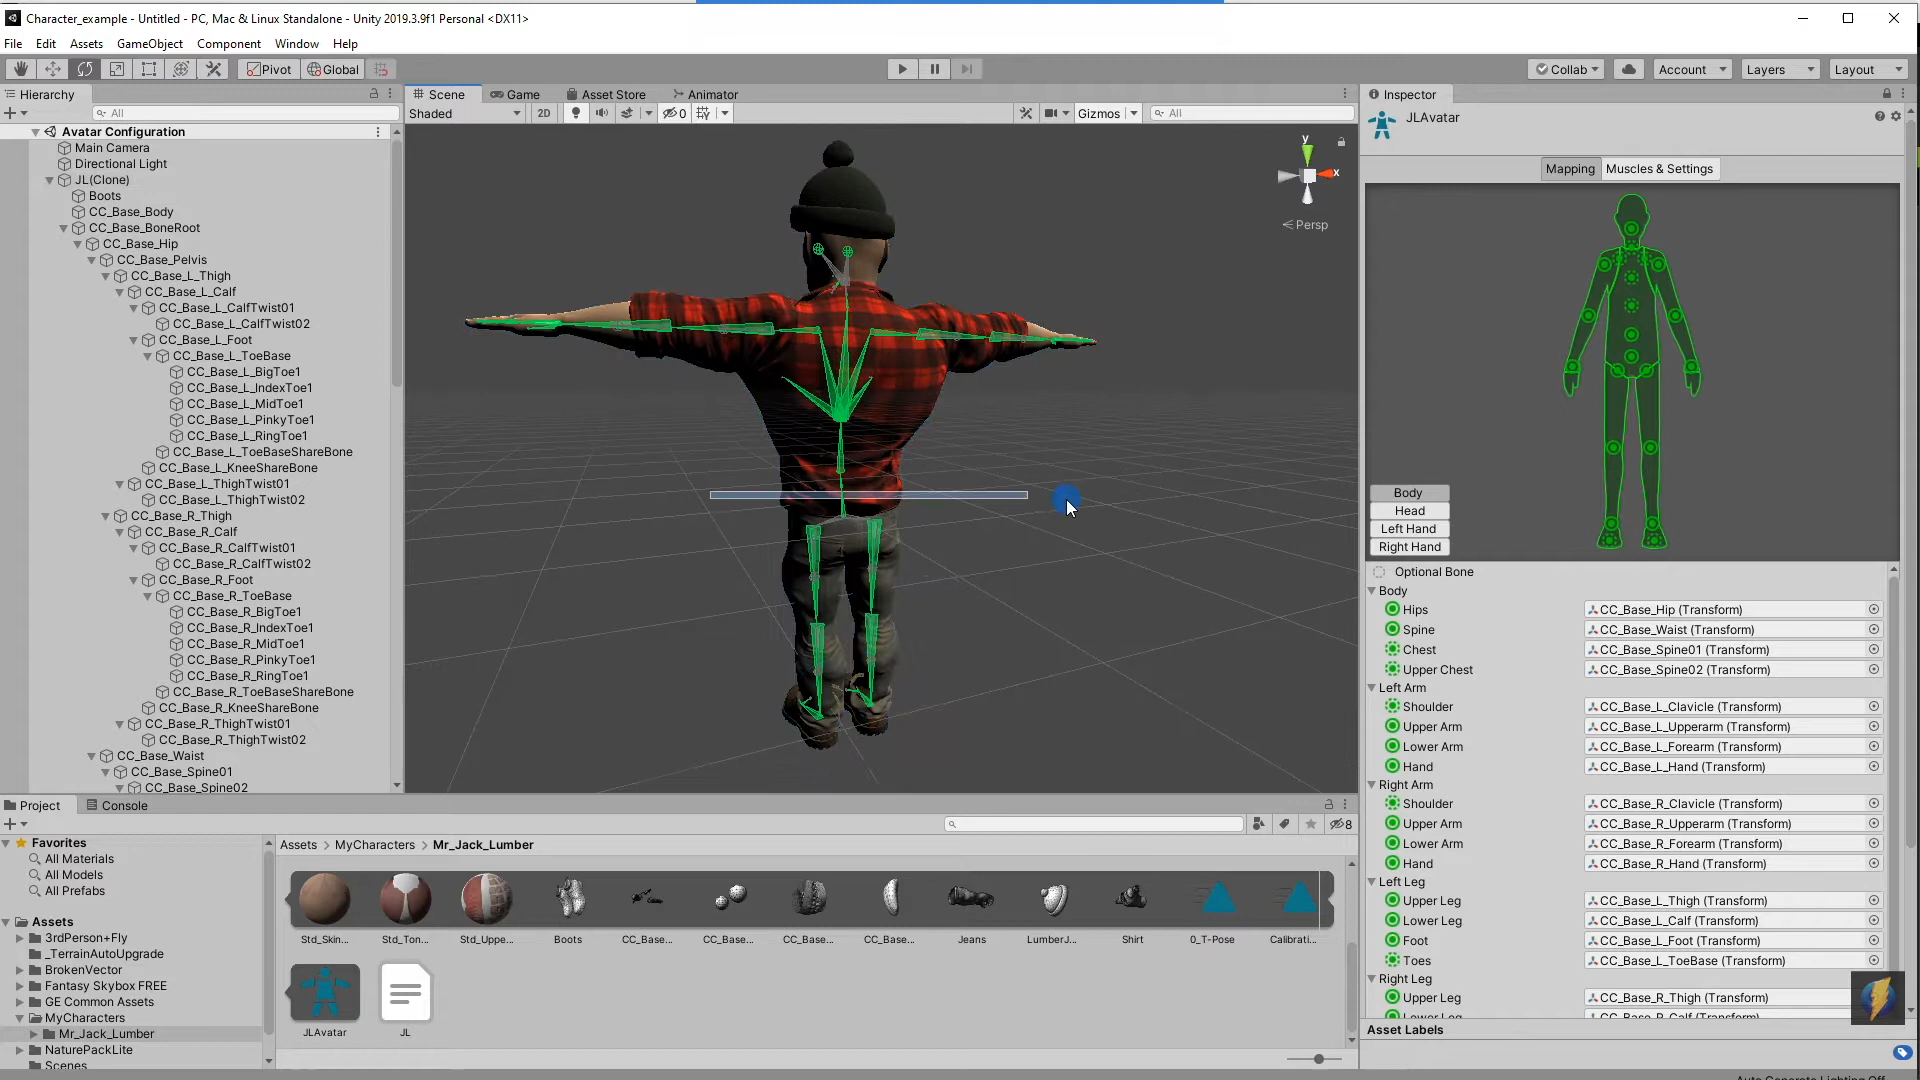 Character_example - Untitled - PC, Mac & Linux Standalone - Unity 2019.3.9f1 Personal <DX11>
File Edit Assets GameObject Component Window Help
Pivot Global Collab Account Layers Layout
Hierarchy
All
Avatar Configuration
Main Camera
Directional Light
JL(Clone)
Boots
CC_Base_Body
CC_Base_BoneRoot
CC_Base_Hip
CC_Base_Pelvis
CC_Base_L_Thigh
CC_Base_L_Calf
CC_Base_L_CalfTwist01
CC_Base_L_CalfTwist02
CC_Base_L_Foot
CC_Base_L_ToeBase
CC_Base_L_BigToe1
CC_Base_L_IndexToe1
CC_Base_L_MidToe1
CC_Base_L_PinkyToe1
CC_Base_L_RingToe1
CC_Base_L_ToeBaseShareBone
CC_Base_L_KneeShareBone
CC_Base_L_ThighTwist01
CC_Base_L_ThighTwist02
CC_Base_R_Thigh
CC_Base_R_Calf
CC_Base_R_CalfTwist01
CC_Base_R_CalfTwist02
CC_Base_R_Foot
CC_Base_R_ToeBase
CC_Base_R_BigToe1
CC_Base_R_IndexToe1
CC_Base_R_MidToe1
CC_Base_R_PinkyToe1
CC_Base_R_RingToe1
CC_Base_R_ToeBaseShareBone
CC_Base_R_KneeShareBone
CC_Base_R_ThighTwist01
CC_Base_R_ThighTwist02
CC_Base_Waist
CC_Base_Spine01
CC_Base_Spine02
Scene Game Asset Store Animator
Shaded 2D 0 Gizmos All
y
x
Persp
Inspector
JLAvatar
Mapping Muscles & Settings
Body
Head
Left Hand
Right Hand
Optional Bone
Body
Hips CC_Base_Hip (Transform)
Spine CC_Base_Waist (Transform)
Chest CC_Base_Spine01 (Transform)
Upper Chest CC_Base_Spine02 (Transform)
Left Arm
Shoulder CC_Base_L_Clavicle (Transform)
Upper Arm CC_Base_L_Upperarm (Transform)
Lower Arm CC_Base_L_Forearm (Transform)
Hand CC_Base_L_Hand (Transform)
Right Arm
Shoulder CC_Base_R_Clavicle (Transform)
Upper Arm CC_Base_R_Upperarm (Transform)
Lower Arm CC_Base_R_Forearm (Transform)
Hand CC_Base_R_Hand (Transform)
Left Leg
Upper Leg CC_Base_L_Thigh (Transform)
Lower Leg CC_Base_L_Calf (Transform)
Foot CC_Base_L_Foot (Transform)
Toes CC_Base_L_ToeBase (Transform)
Right Leg
Upper Leg CC_Base_R_Thigh (Transform)
Lower Leg CC_Base_R_Calf (Transform)
Asset Labels
Project Console
8
Favorites
All Materials
All Models
All Prefabs
Assets
3rdPerson+Fly
_TerrainAutoUpgrade
BrokenVector
Fantasy Skybox FREE
GE Common Assets
MyCharacters
Mr_Jack_Lumber
NaturePackLite
Scenes
Assets > MyCharacters > Mr_Jack_Lumber
Std_Skin... Std_Ton... Std_Uppe... Boots CC_Base... CC_Base... CC_Base... CC_Base... Jeans LumberJ... Shirt 0_T-Pose Calibrati...
JLAvatar JL